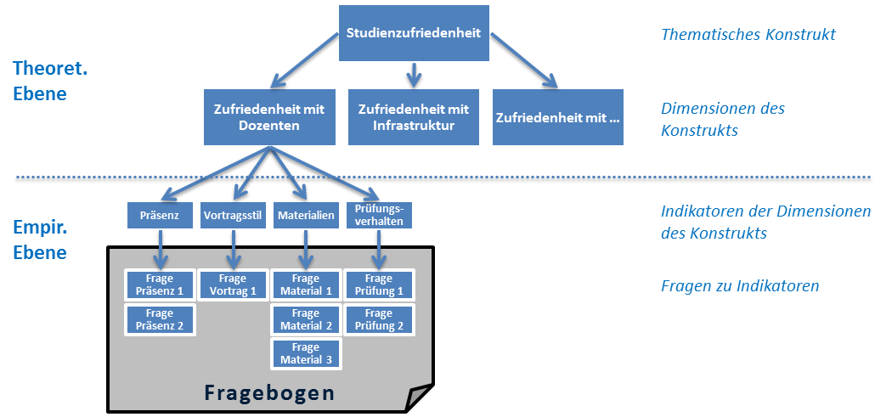 Studienzufriedenheit
Thematisches Konstrukt
Theoret.
Ebene
Zufriedenheit mit
Dozenten
Zufriedenheit mit
Infrastruktur
Zufriedenheit mit ...
Dimensionen des
Konstrukts
Empir.
Ebene
Präsenz
Vortragsstil
Materialien
Prüfungs-
verhalten
Indikatoren der Dimensionen
des Konstrukts
Frage
Präsenz 1
Frage
Vortrag 1
Frage
Material 1
Frage
Prüfung 1
Fragen zu Indikatoren
Frage
Präsenz 2
Frage
Material 2
Frage
Prüfung 2
Frage
Material 3
Fragebogen